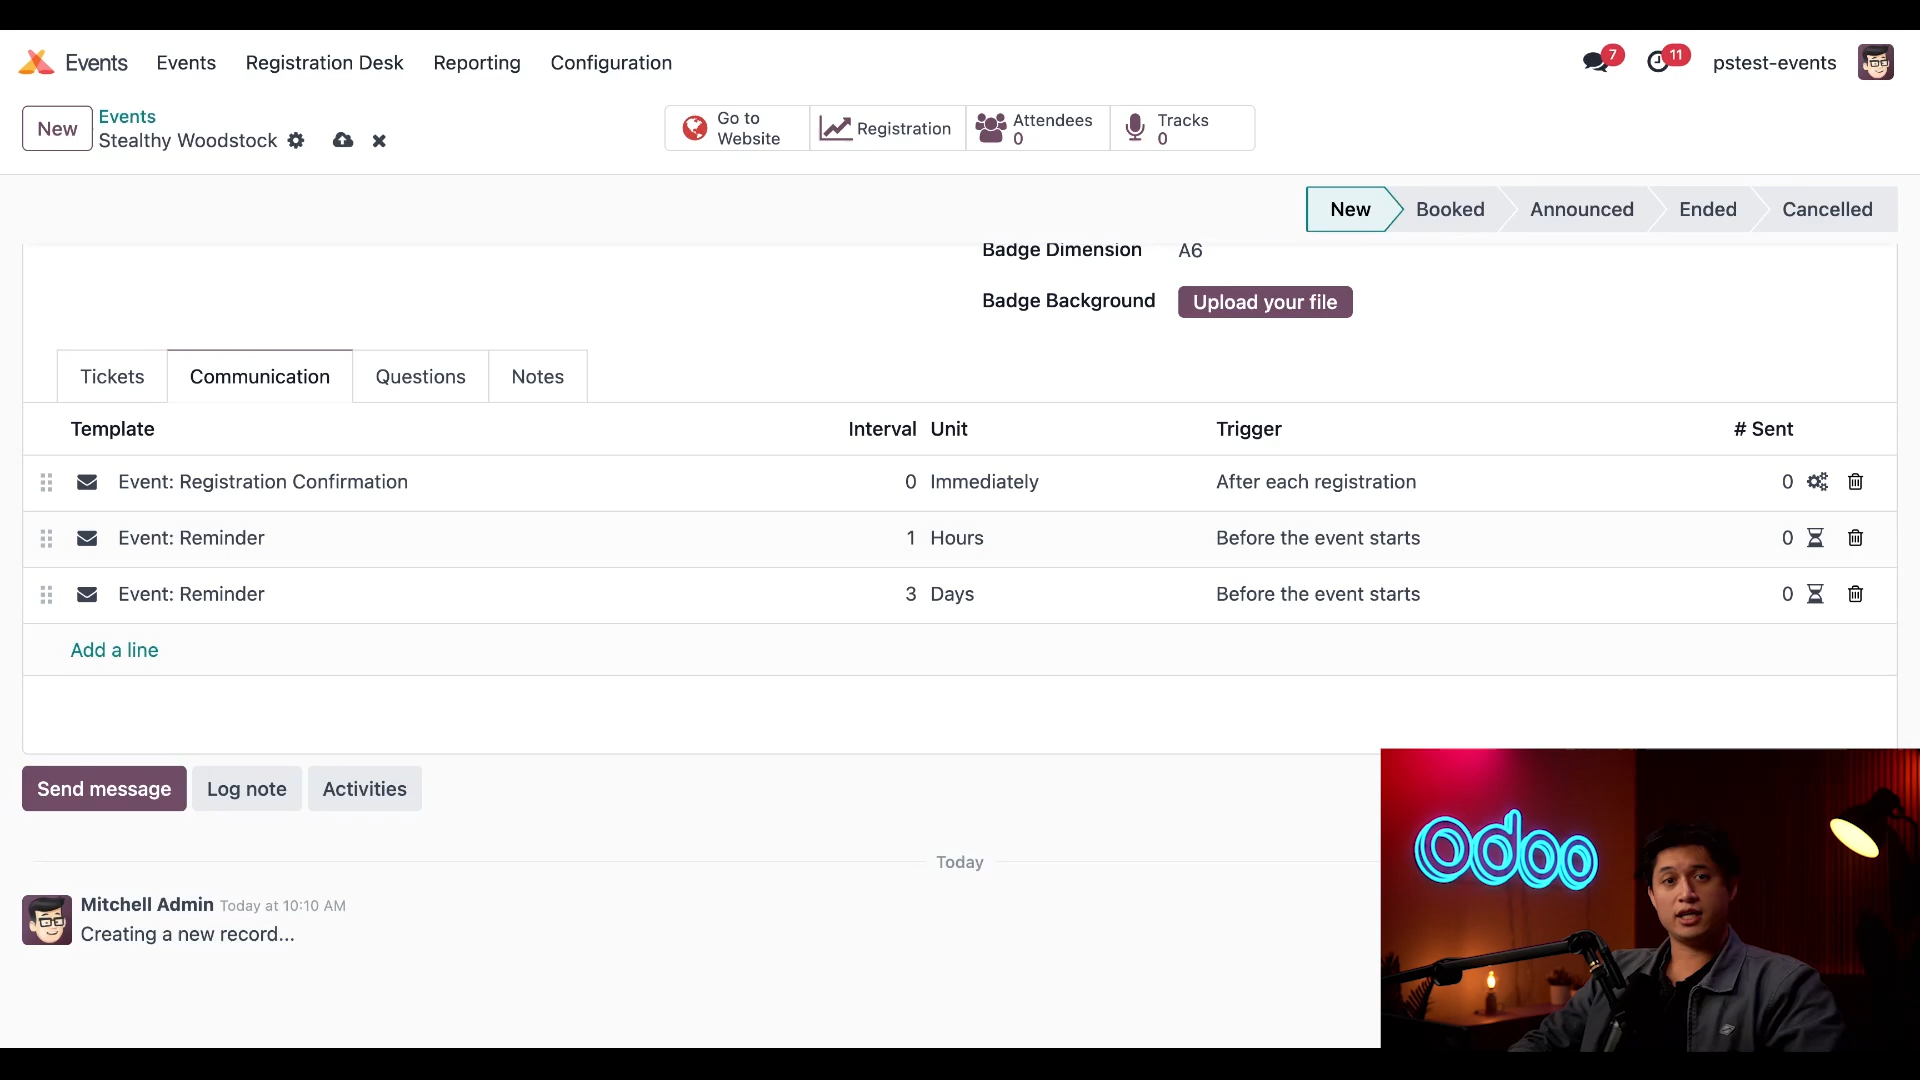 Events
Events
Registration Desk
Reporting
Configuration
7
11
pstest-events
New
Events
Stealthy Woodstock
Go to
Website
Registration
Attendees
0
Tracks
0
New
Booked
Announced
Ended
Cancelled
Badge Dimension A6
Badge Background Upload your file
Tickets
Communication
Questions
Notes
Template Interval Unit Trigger # Sent
Event: Registration Confirmation 0 Immediately After each registration 0
Event: Reminder 1 Hours Before the event starts 0
Event: Reminder 3 Days Before the event starts 0
Add a line
Send message
Log note
Activities
Today
Mitchell Admin Today at 10:10 AM
Creating a new record...
odoo